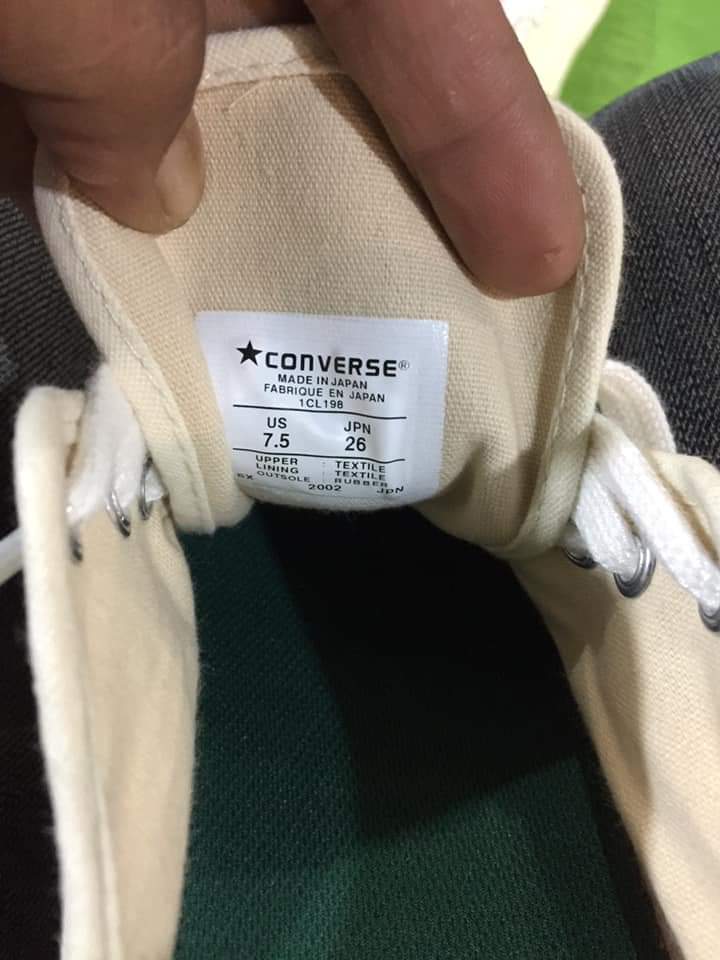 ★CONVERSE®
MADE IN JAPAN
FABRIQUE EN JAPAN
1CL198
US JPN
7.5 26
UPPER : TEXTILE
LINING : TEXTILE
OUTSOLE : RUBBER
2002 JpN